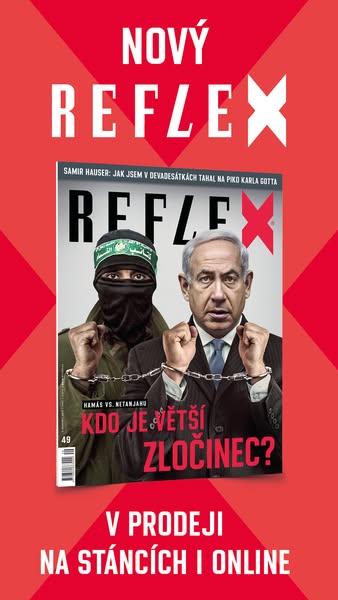 NOVÝ
REFLEX
SAMIR HAUSER: JAK JSEM V DEVADESÁTKÁCH TAHAL NA PIKO KARLA GOTTA
REFLEX
HAMÁS VS. NETANJAHU
KDO JE VĚTŠÍ
ZLOČINEC?
49
V PRODEJI
NA STÁNCÍCH I ONLINE